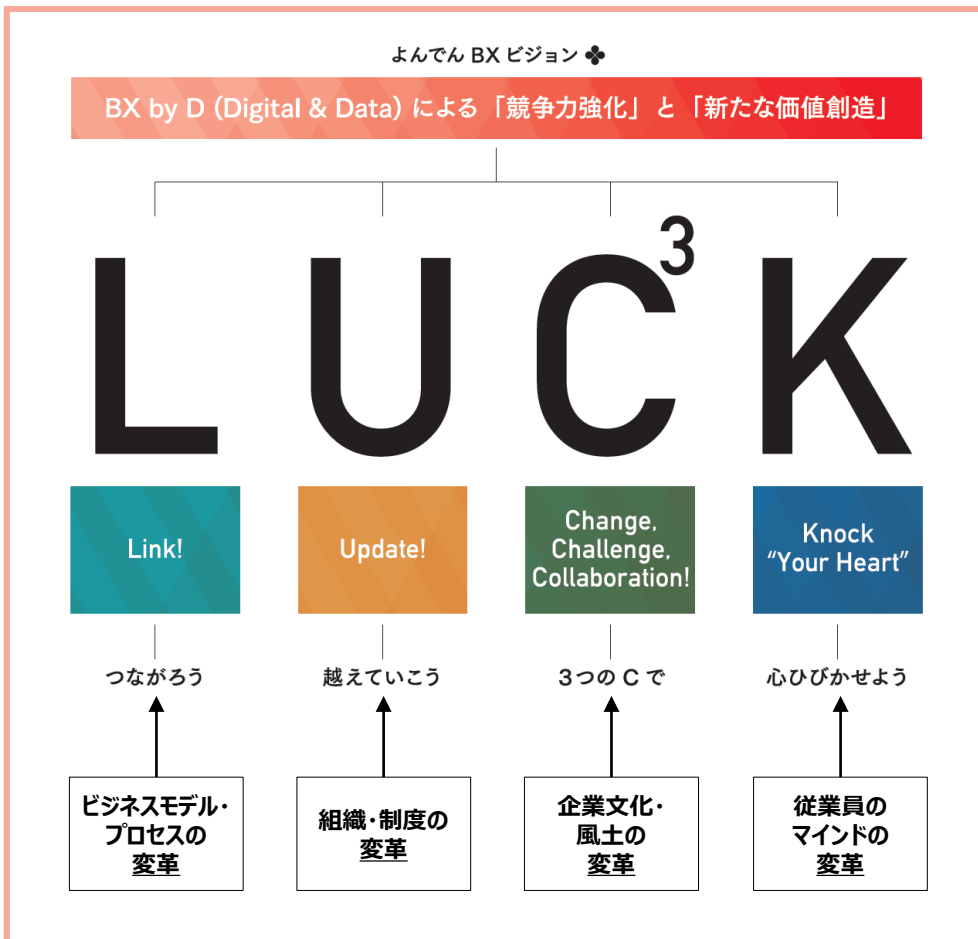 よんでん BX ビジョン ✤
BX by D (Digital & Data) による「競争力強化」と「新たな価値創造」
L U C³ K
Link!
Update!
Change,
Challenge,
Collaboration!
Knock
“Your Heart”
つながろう
越えていこう
3つの C で
心ひびかせよう
ビジネスモデル・
プロセスの
変革
組織・制度の
変革
企業文化・
風土の
変革
従業員の
マインドの
変革